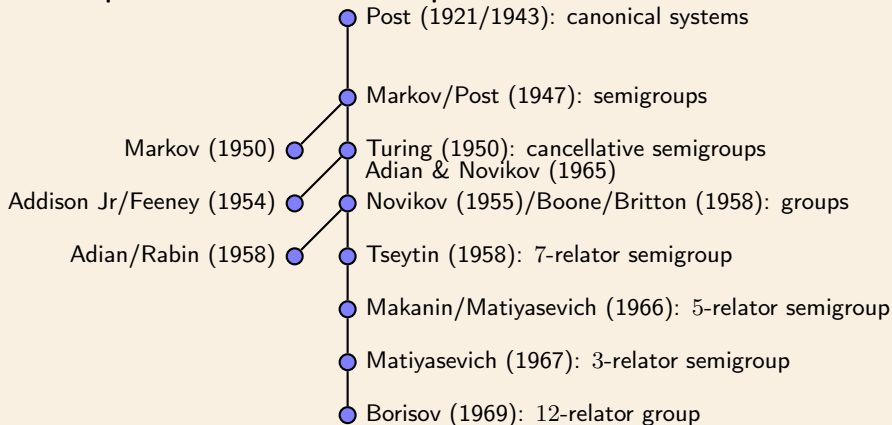 Post (1921/1943): canonical systems
Markov/Post (1947): semigroups
Markov (1950)
Turing (1950): cancellative semigroups
Adian & Novikov (1965)
Addison Jr/Feeney (1954)
Novikov (1955)/Boone/Britton (1958): groups
Adian/Rabin (1958)
Tseytin (1958): 7-relator semigroup
Makanin/Matiyasevich (1966): 5-relator semigroup
Matiyasevich (1967): 3-relator semigroup
Borisov (1969): 12-relator group